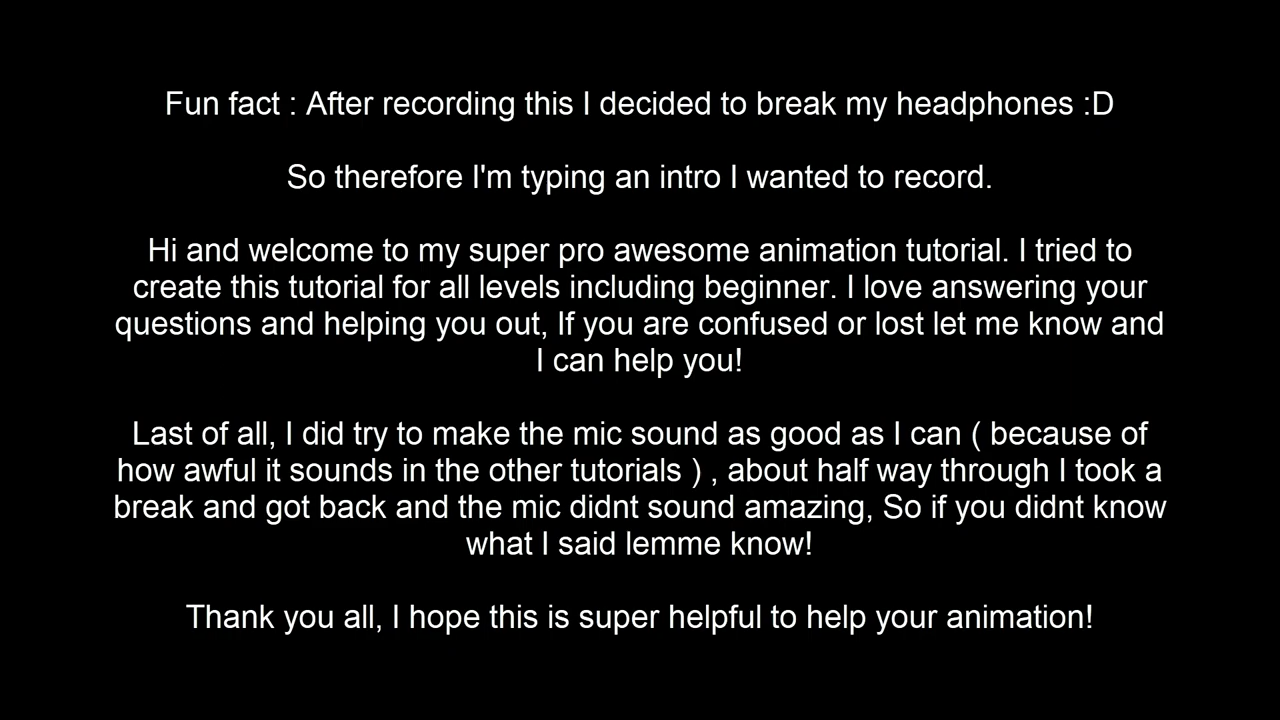 Fun fact : After recording this I decided to break my headphones :D
So therefore I'm typing an intro I wanted to record.
Hi and welcome to my super pro awesome animation tutorial. I tried to
create this tutorial for all levels including beginner. I love answering your
questions and helping you out, If you are confused or lost let me know and
I can help you!
Last of all, I did try to make the mic sound as good as I can ( because of
how awful it sounds in the other tutorials ) , about half way through I took a
break and got back and the mic didnt sound amazing, So if you didnt know
what I said lemme know!
Thank you all, I hope this is super helpful to help your animation!